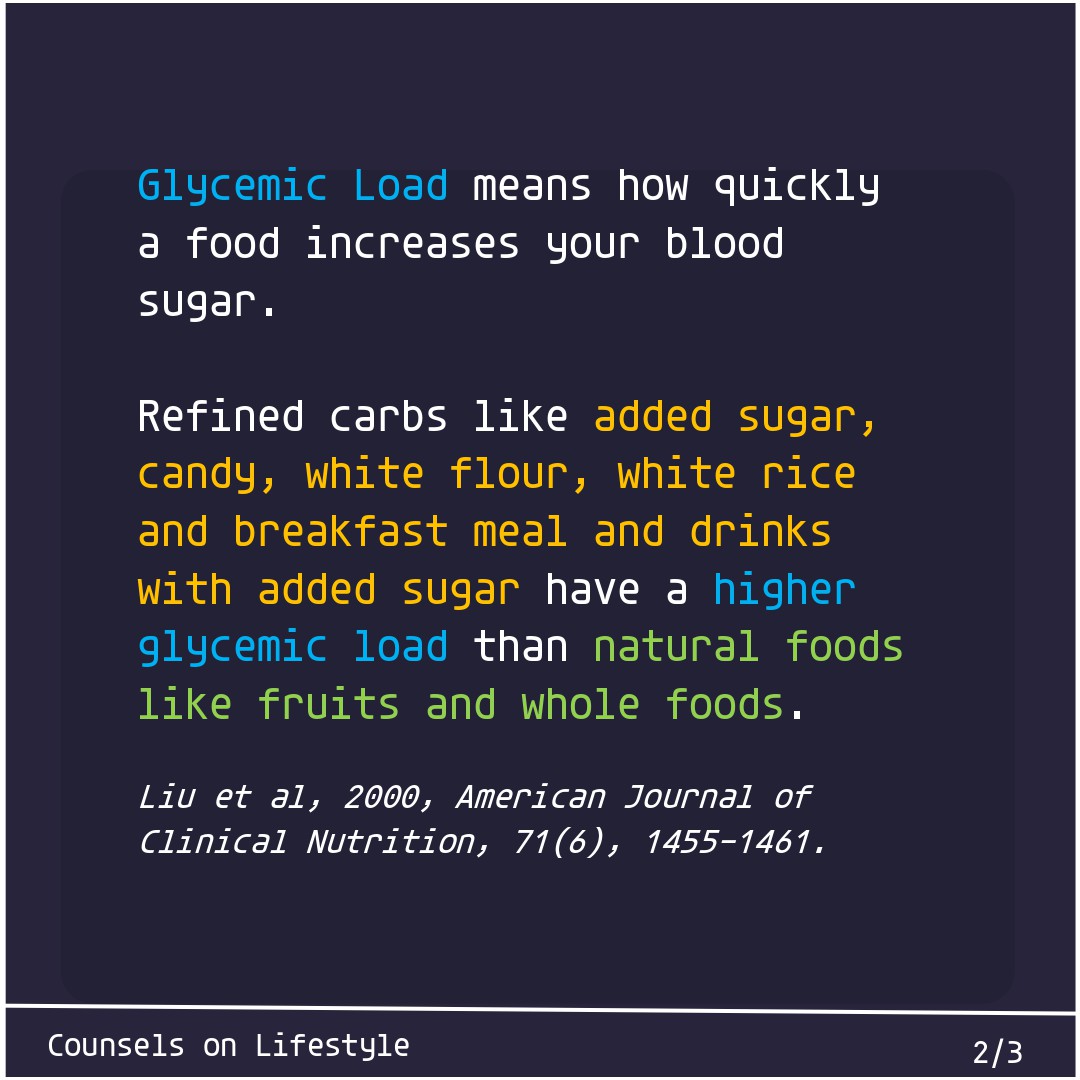 Glycemic Load means how quickly
a food increases your blood
sugar.
Refined carbs like added sugar,
candy, white flour, white rice
and breakfast meal and drinks
with added sugar have a higher
glycemic load than natural foods
like fruits and whole foods.
Liu et al, 2000, American Journal of
Clinical Nutrition, 71(6), 1455-1461.
Counsels on Lifestyle
2/3